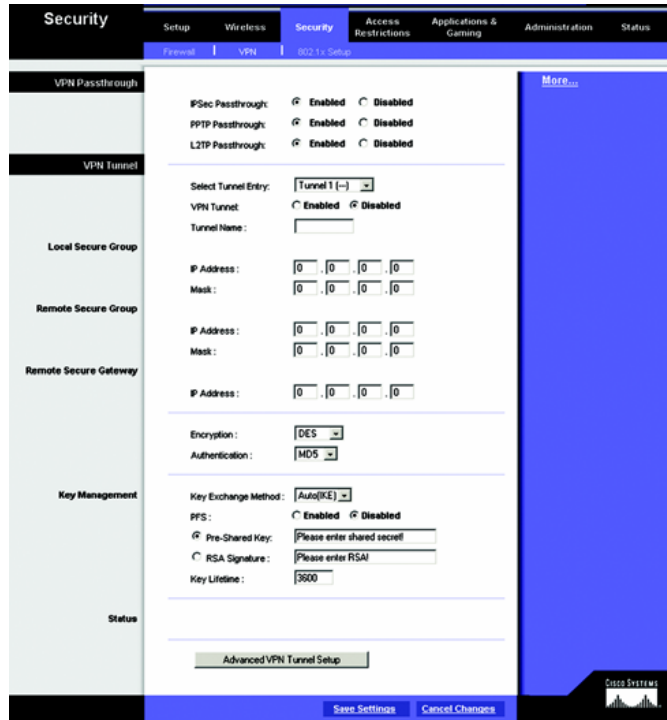 Security
Setup Wireless Security Access Restrictions Applications & Gaming Administration Status
Firewall | VPN | 802.1x Setup
VPN Passthrough
More...
IPSec Passthrough: Enabled Disabled
PPTP Passthrough: Enabled Disabled
L2TP Passthrough: Enabled Disabled
VPN Tunnel
Select Tunnel Entry: Tunnel 1 (---)
VPN Tunnel: Enabled Disabled
Tunnel Name :
Local Secure Group
IP Address : 0 . 0 . 0 . 0
Mask : 0 . 0 . 0 . 0
Remote Secure Group
IP Address : 0 . 0 . 0 . 0
Mask : 0 . 0 . 0 . 0
Remote Secure Gateway
IP Address : 0 . 0 . 0 . 0
Encryption : DES
Authentication : MD5
Key Management
Key Exchange Method : Auto(IKE)
PFS : Enabled Disabled
Pre-Shared Key: Please enter shared secret!
RSA Signature : Please enter RSA!
Key Lifetime : 3600
Status
Advanced VPN Tunnel Setup
Save Settings Cancel Changes
CISCO SYSTEMS